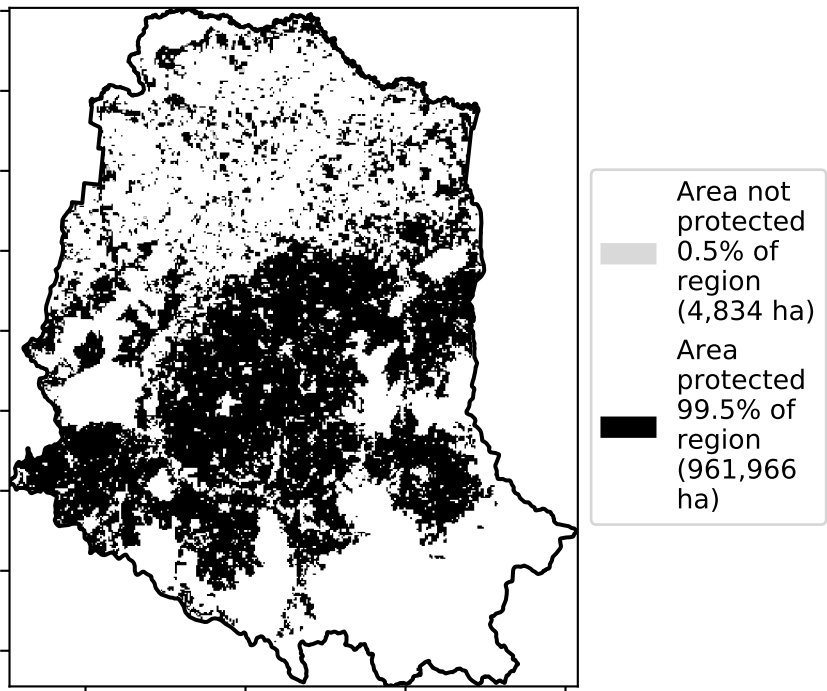 Area not
protected
0.5% of
region
(4,834 ha)
Area
protected
99.5% of
region
(961,966
ha)